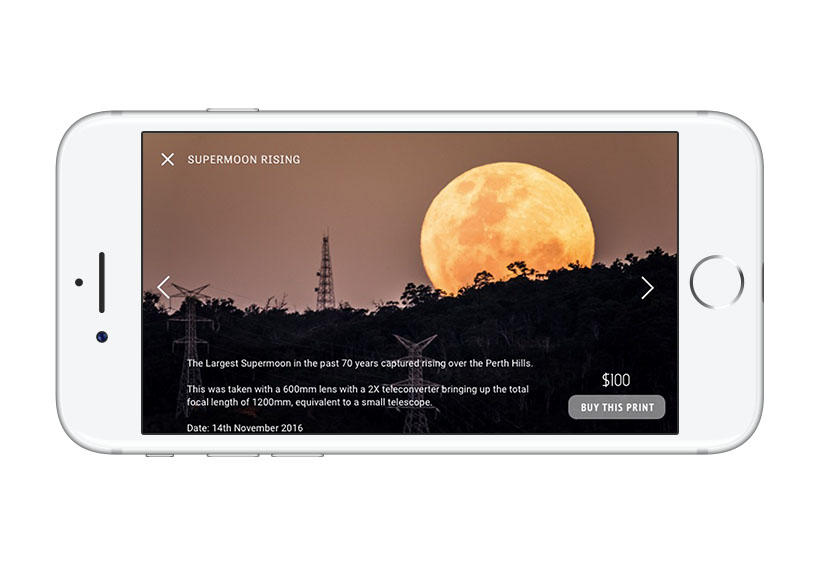 SUPERMOON RISING
The Largest Supermoon in the past 70 years captured rising over the Perth Hills.
This was taken with a 600mm lens with a 2X teleconverter bringing up the total
focal length of 1200mm, equivalent to a small telescope.
Date: 14th November 2016
$100
BUY THIS PRINT